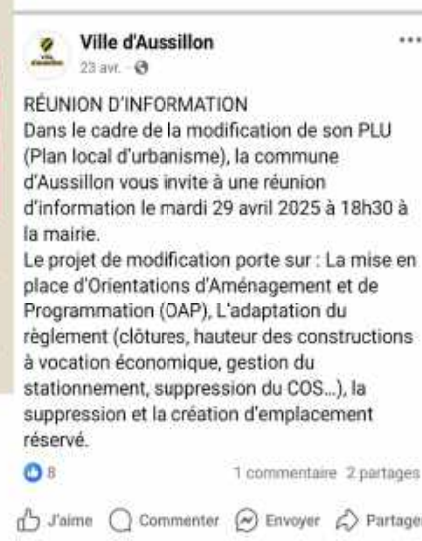 Ville d'Aussillon
23 avr.
RÉUNION D'INFORMATION
Dans le cadre de la modification de son PLU
(Plan local d'urbanisme), la commune
d'Aussillon vous invite à une réunion
d'information le mardi 29 avril 2025 à 18h30 à
la mairie.
Le projet de modification porte sur : La mise en
place d'Orientations d'Aménagement et de
Programmation (OAP), L'adaptation du
règlement (clôtures, hauteur des constructions
à vocation économique, gestion du
stationnement, suppression du COS...), la
suppression et la création d'emplacement
réservé.
8
1 commentaire 2 partages
J'aime Commenter Envoyer Partager